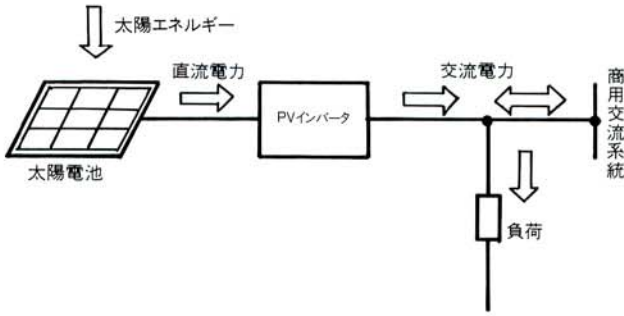 太陽エネルギー
直流電力
交流電力
PVインバータ
商用交流系統
太陽電池
負荷